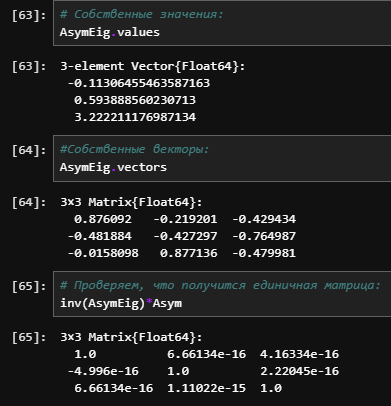 [63]: # Собственные значения:
AsymEig.values
[63]: 3-element Vector{Float64}:
-0.11306455463587163
0.593888560230713
3.222211176987134
[64]: #Собственные векторы:
AsymEig.vectors
[64]: 3×3 Matrix{Float64}:
0.876092 -0.219201 -0.429434
-0.481884 -0.427297 -0.764987
-0.0158098 0.877136 -0.479981
[65]: # Проверяем, что получится единичная матрица:
inv(AsymEig)*Asym
[65]: 3×3 Matrix{Float64}:
1.0 6.66134e-16 4.16334e-16
-4.996e-16 1.0 2.22045e-16
6.66134e-16 1.11022e-15 1.0